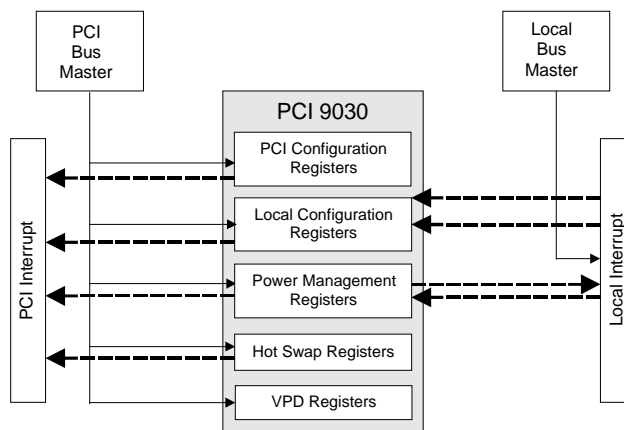 PCI
Bus
Master
Local
Bus
Master
PCI 9030
PCI Configuration
Registers
Local Configuration
Registers
Power Management
Registers
Hot Swap Registers
VPD Registers
PCI Interrupt
Local Interrupt